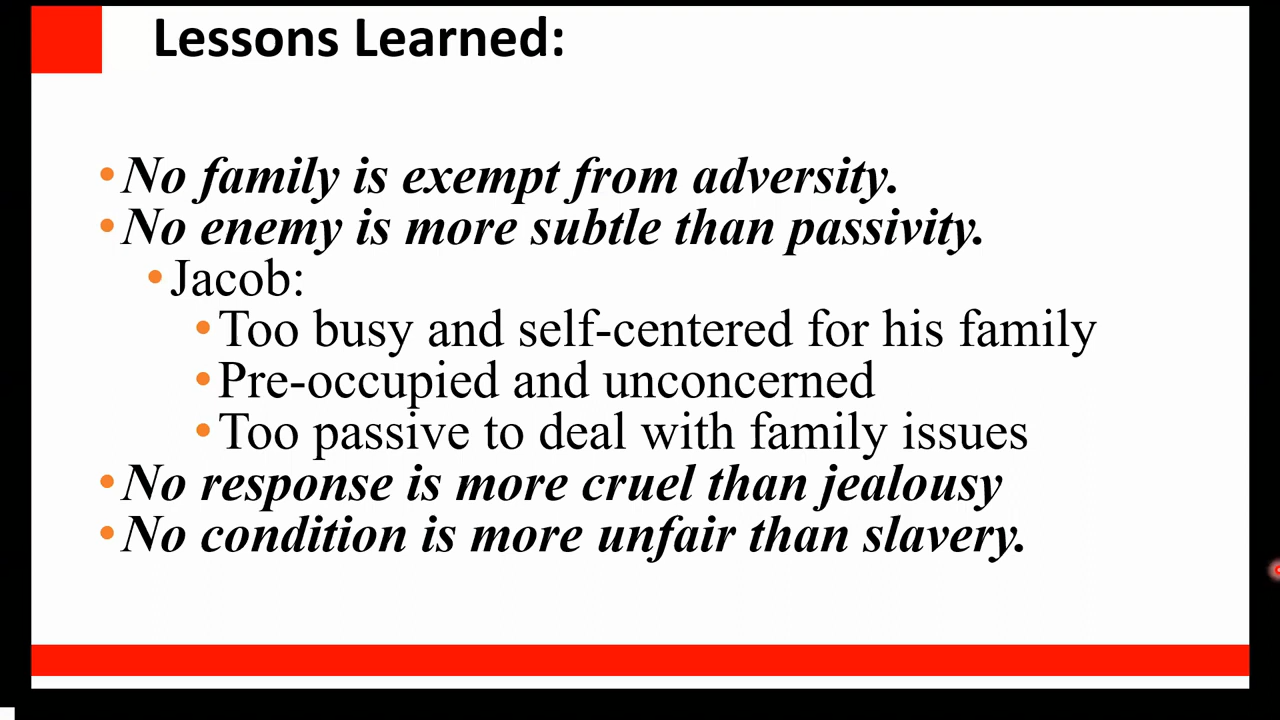 Lessons Learned:
•No family is exempt from adversity.
•No enemy is more subtle than passivity.
•Jacob:
•Too busy and self-centered for his family
•Pre-occupied and unconcerned
•Too passive to deal with family issues
•No response is more cruel than jealousy
•No condition is more unfair than slavery.